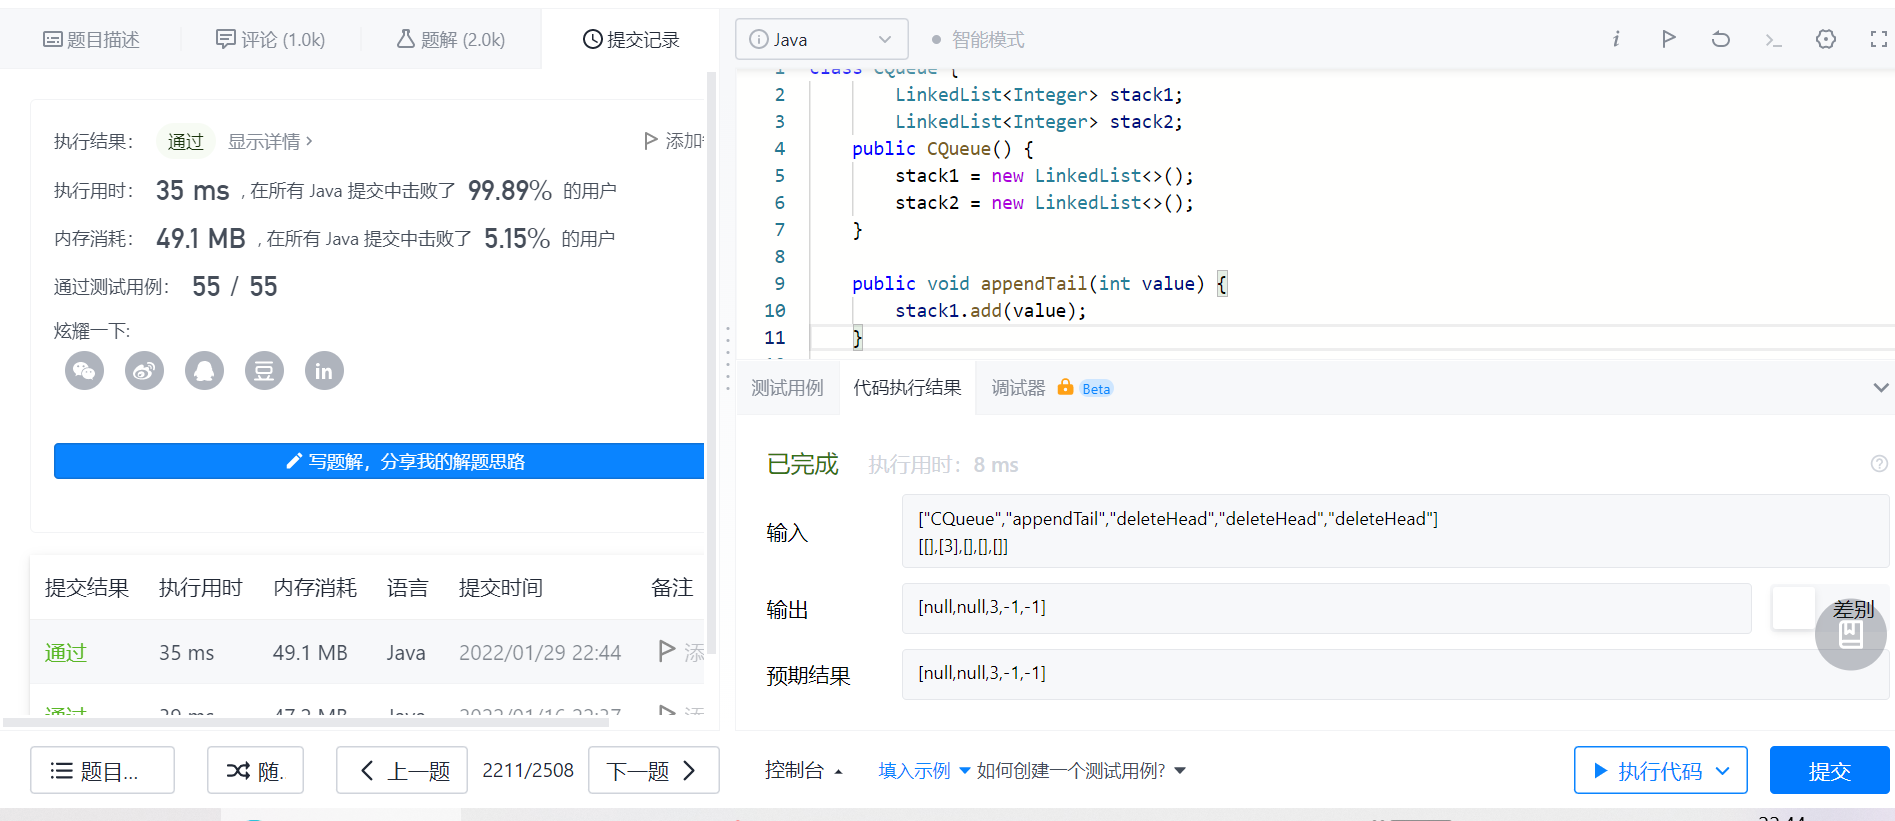 题目描述
评论 (1.0k)
题解 (2.0k)
提交记录
执行结果：
通过
显示详情 ›
添加
执行用时：
35 ms
, 在所有 Java 提交中击败了
99.89%
的用户
内存消耗：
49.1 MB
, 在所有 Java 提交中击败了
5.15%
的用户
通过测试用例：
55 / 55
炫耀一下:
豆
in
写题解，分享我的解题思路
提交结果 执行用时 内存消耗 语言 提交时间 备注
通过 35 ms 49.1 MB Java 2022/01/29 22:44 添
题目...
随.
上一题
2211/2508
下一题
Java
智能模式
1 class CQueue {
2 LinkedList<Integer> stack1;
3 LinkedList<Integer> stack2;
4 public CQueue() {
5 stack1 = new LinkedList<>();
6 stack2 = new LinkedList<>();
7 }
8
9 public void appendTail(int value) {
10 stack1.add(value);
11 }
测试用例
代码执行结果
调试器
Beta
已完成
执行用时：8 ms
输入
["CQueue","appendTail","deleteHead","deleteHead","deleteHead"]
[[],[3],[],[],[]]
输出
[null,null,3,-1,-1]
差别
预期结果
[null,null,3,-1,-1]
控制台
填入示例
如何创建一个测试用例?
执行代码
提交